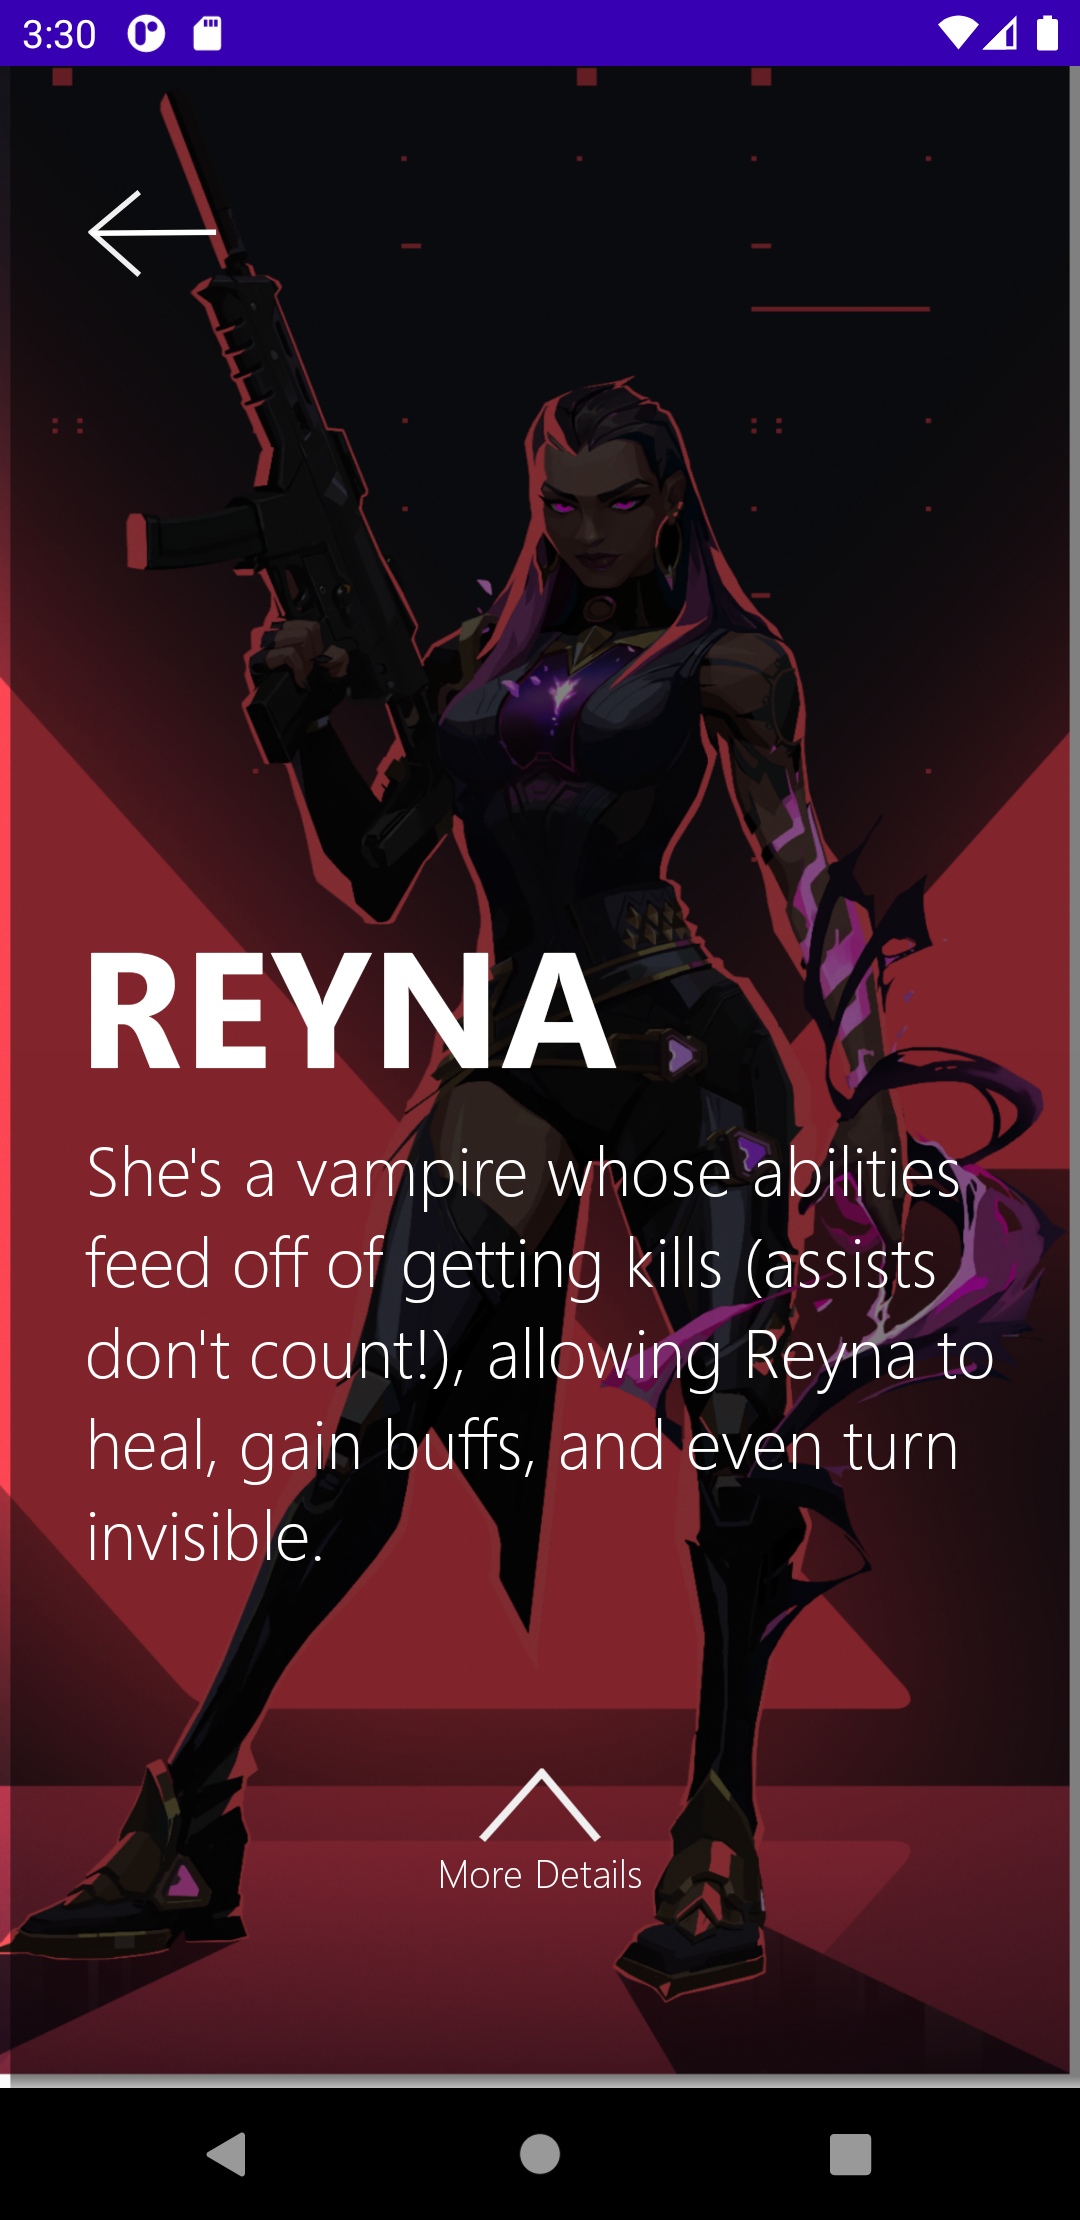 3:30
REYNA
She's a vampire whose abilities
feed off of getting kills (assists
don't count!), allowing Reyna to
heal, gain buffs, and even turn
invisible.
More Details